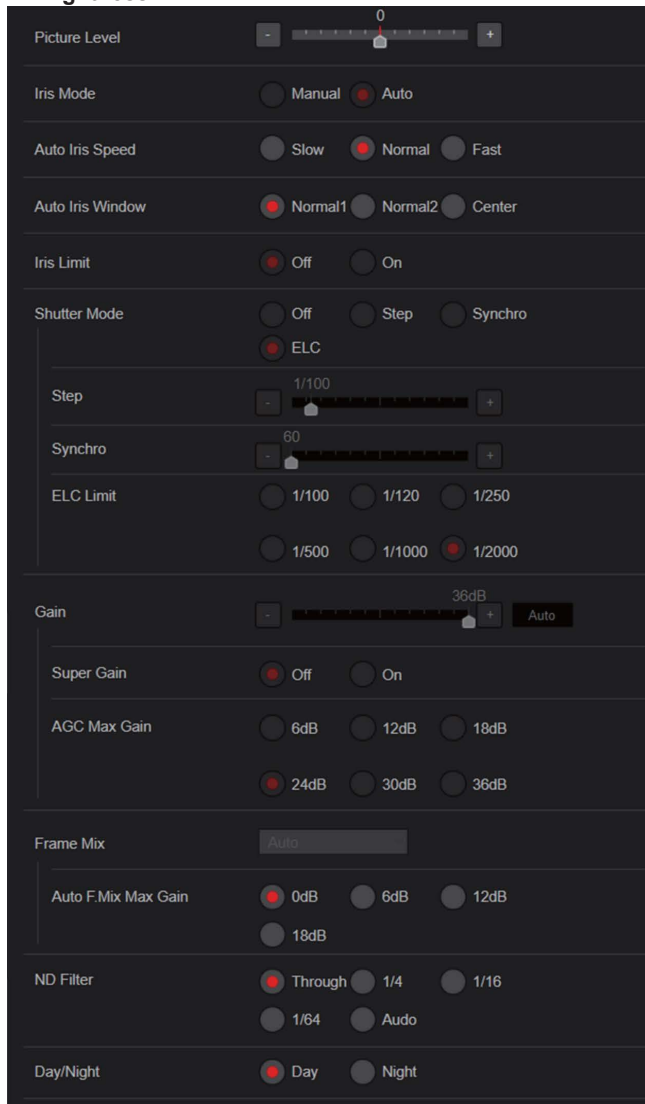 Picture Level - 0 +
Iris Mode Manual Auto
Auto Iris Speed Slow Normal Fast
Auto Iris Window Normal1 Normal2 Center
Iris Limit Off On
Shutter Mode Off Step Synchro
ELC
Step - 1/100 +
Synchro - 60 +
ELC Limit 1/100 1/120 1/250
1/500 1/1000 1/2000
Gain - 36dB + Auto
Super Gain Off On
AGC Max Gain 6dB 12dB 18dB
24dB 30dB 36dB
Frame Mix Auto
Auto F.Mix Max Gain 0dB 6dB 12dB
18dB
ND Filter Through 1/4 1/16
1/64 Audo
Day/Night Day Night